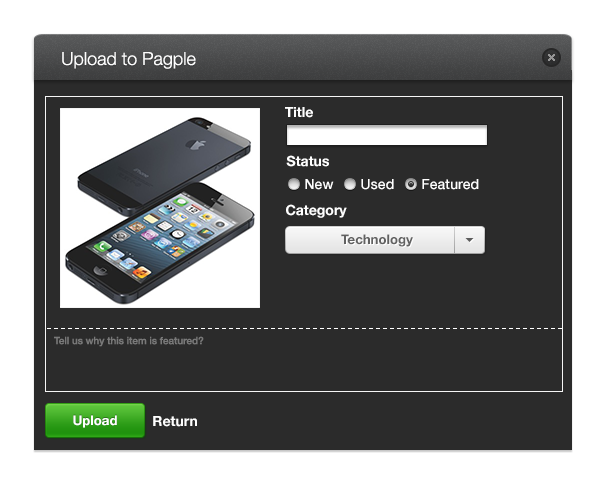 Upload to Pagple
Title
iPhone
Status
New Used Featured
Category
Technology
Tell us why this item is featured?
Upload Return